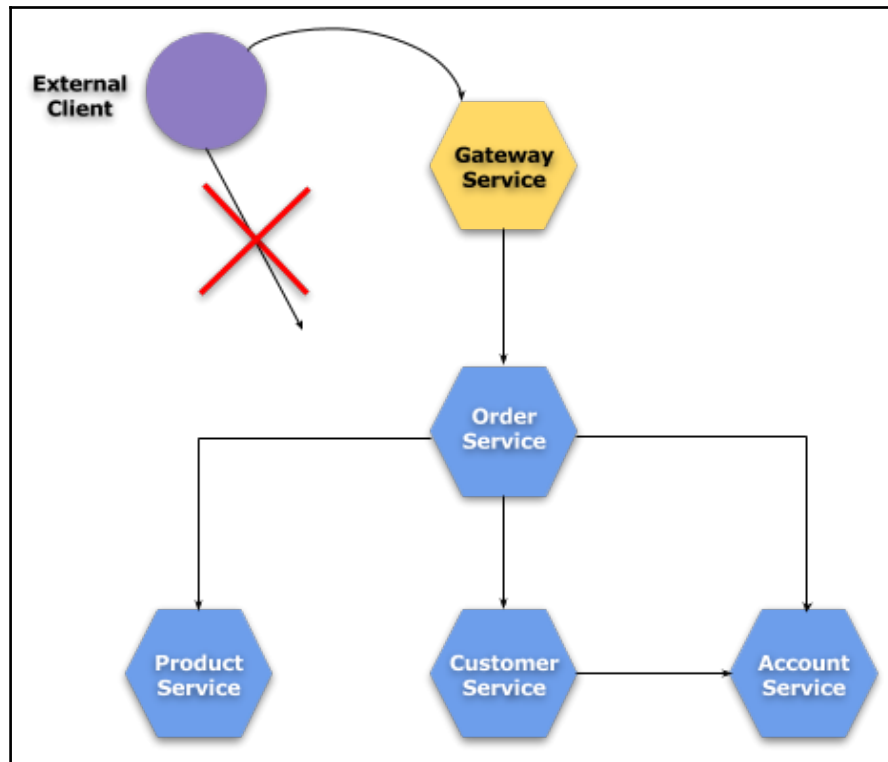 External
Client
Gateway
Service
Order
Service
Product
Service
Customer
Service
Account
Service